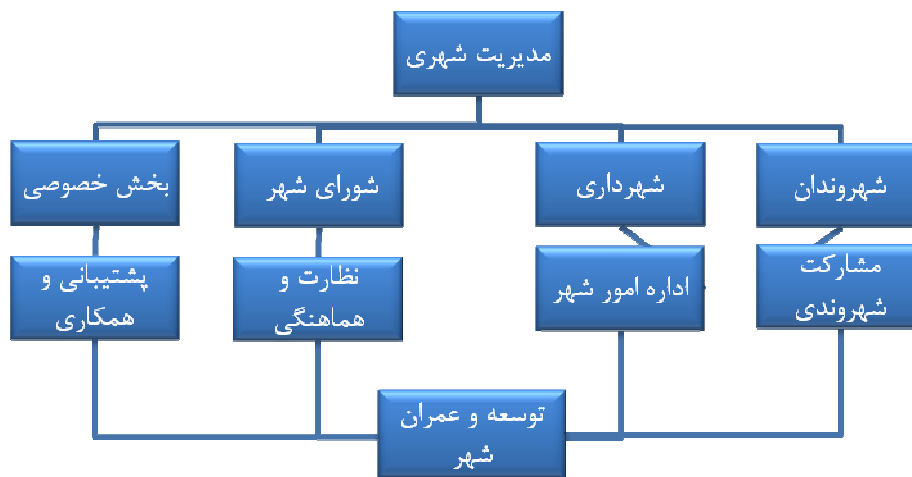 مدیریت شهری
شهروندان
شهرداری
شورای شهر
بخش خصوصی
مشارکت
شهروندی
اداره امور شهر
نظارت و
هماهنگی
پشتیبانی و
همکاری
توسعه و عمران
شهر